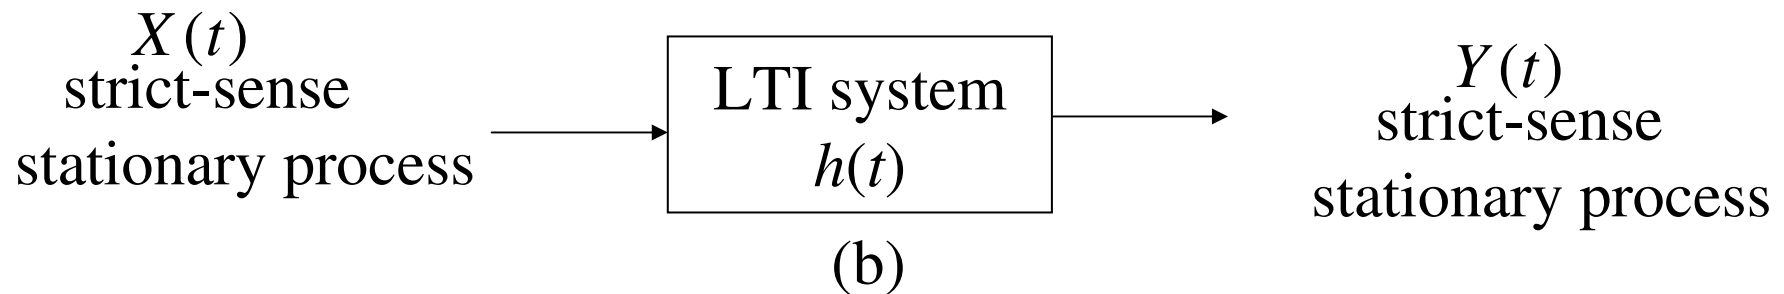 X(t)
strict-sense
stationary process
LTI system
h(t)
(b)
Y(t)
strict-sense
stationary process